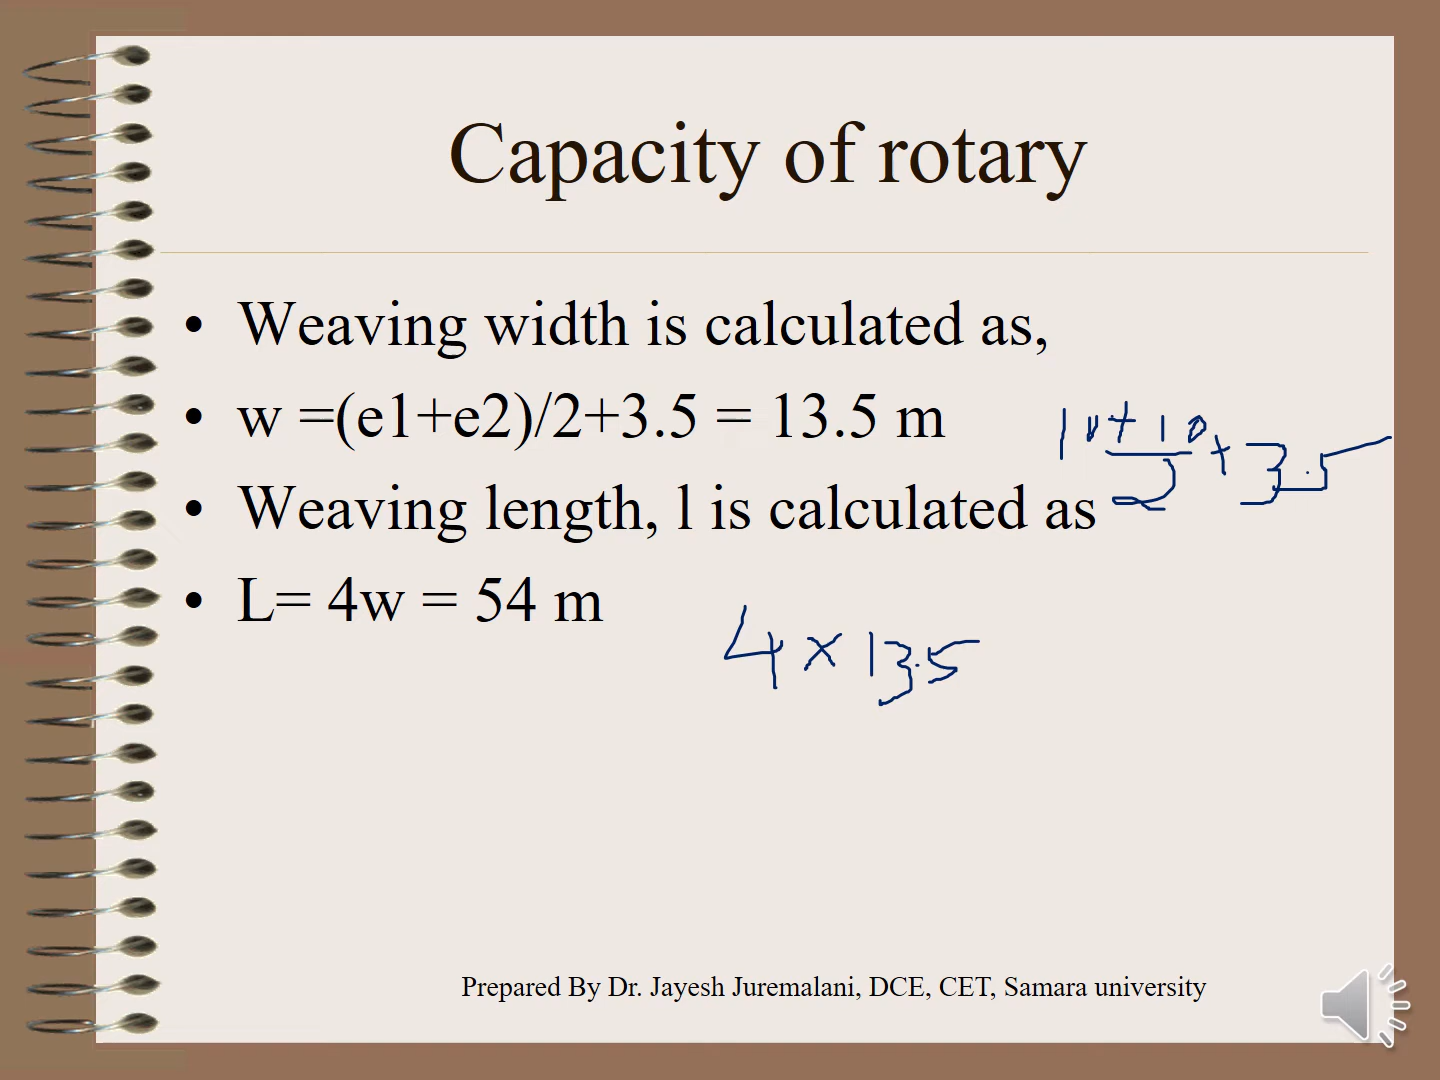 Capacity of rotary
• Weaving width is calculated as,
• w =(e1+e2)/2+3.5 = 13.5 m
10+10
2
+ 3.5
• Weaving length, l is calculated as
• L= 4w = 54 m
4 × 13.5
Prepared By Dr. Jayesh Juremalani, DCE, CET, Samara university